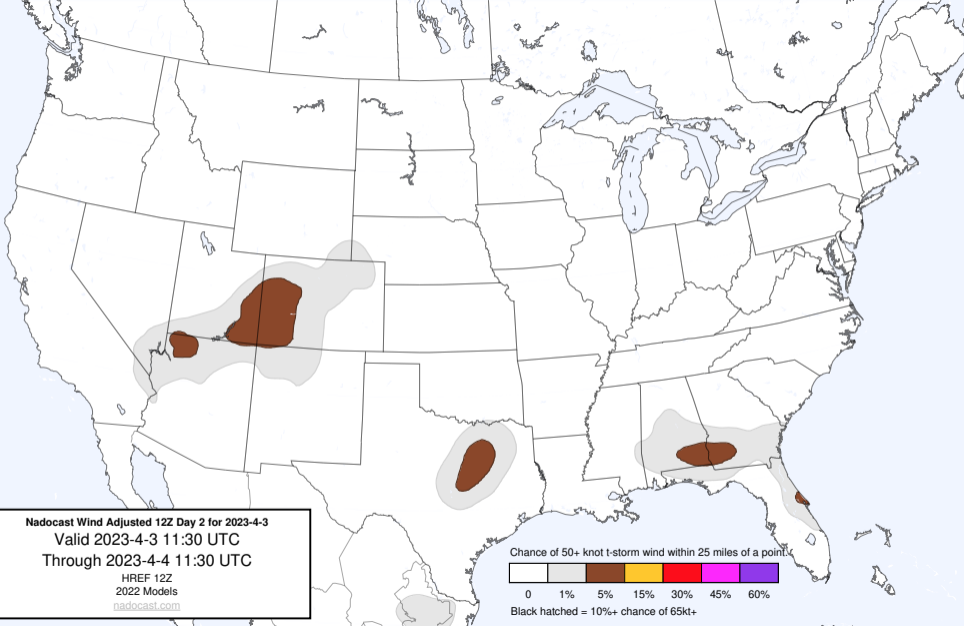 Nadocast Wind Adjusted 12Z Day 2 for 2023-4-3
Valid 2023-4-3 11:30 UTC
Through 2023-4-4 11:30 UTC
HREF 12Z
2022 Models
nadocast.com
Chance of 50+ knot t-storm wind within 25 miles of a point.
0 1% 5% 15% 30% 45% 60%
Black hatched = 10%+ chance of 65kt+